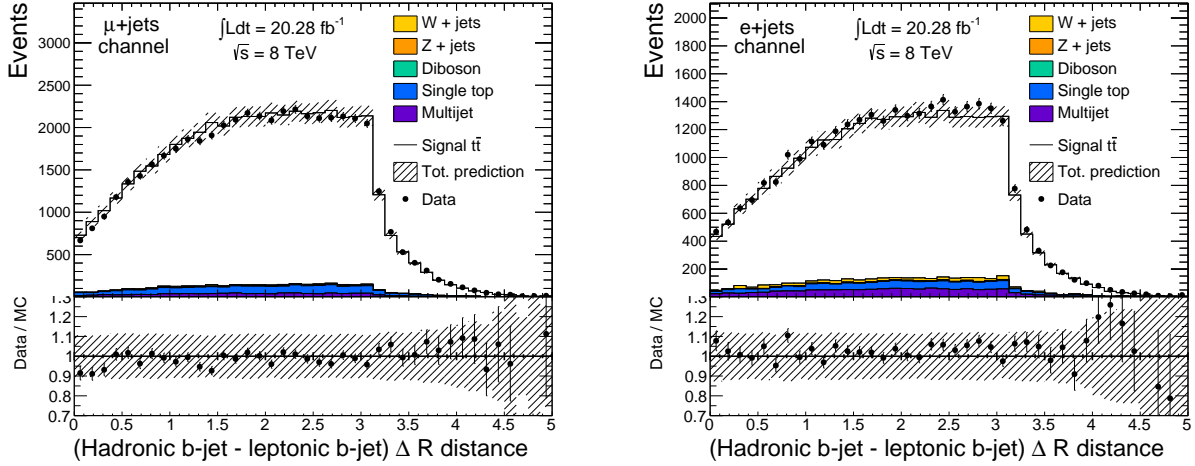 Events
3000
2500
2000
1500
1000
500
μ+jets
channel
∫Ldt = 20.28 fb⁻¹
√s = 8 TeV
W + jets
Z + jets
Diboson
Single top
Multijet
Signal tt̄
Tot. prediction
Data
Data / MC
1.3
1.2
1.1
1
0.9
0.8
0.7
0 0.5 1 1.5 2 2.5 3 3.5 4 4.5 5
(Hadronic b-jet - leptonic b-jet) Δ R distance
Events
2000
1800
1600
1400
1200
1000
800
600
400
200
e+jets
channel
∫Ldt = 20.28 fb⁻¹
√s = 8 TeV
W + jets
Z + jets
Diboson
Single top
Multijet
Signal tt̄
Tot. prediction
Data
Data / MC
1.3
1.2
1.1
1
0.9
0.8
0.7
0 0.5 1 1.5 2 2.5 3 3.5 4 4.5 5
(Hadronic b-jet - leptonic b-jet) Δ R distance